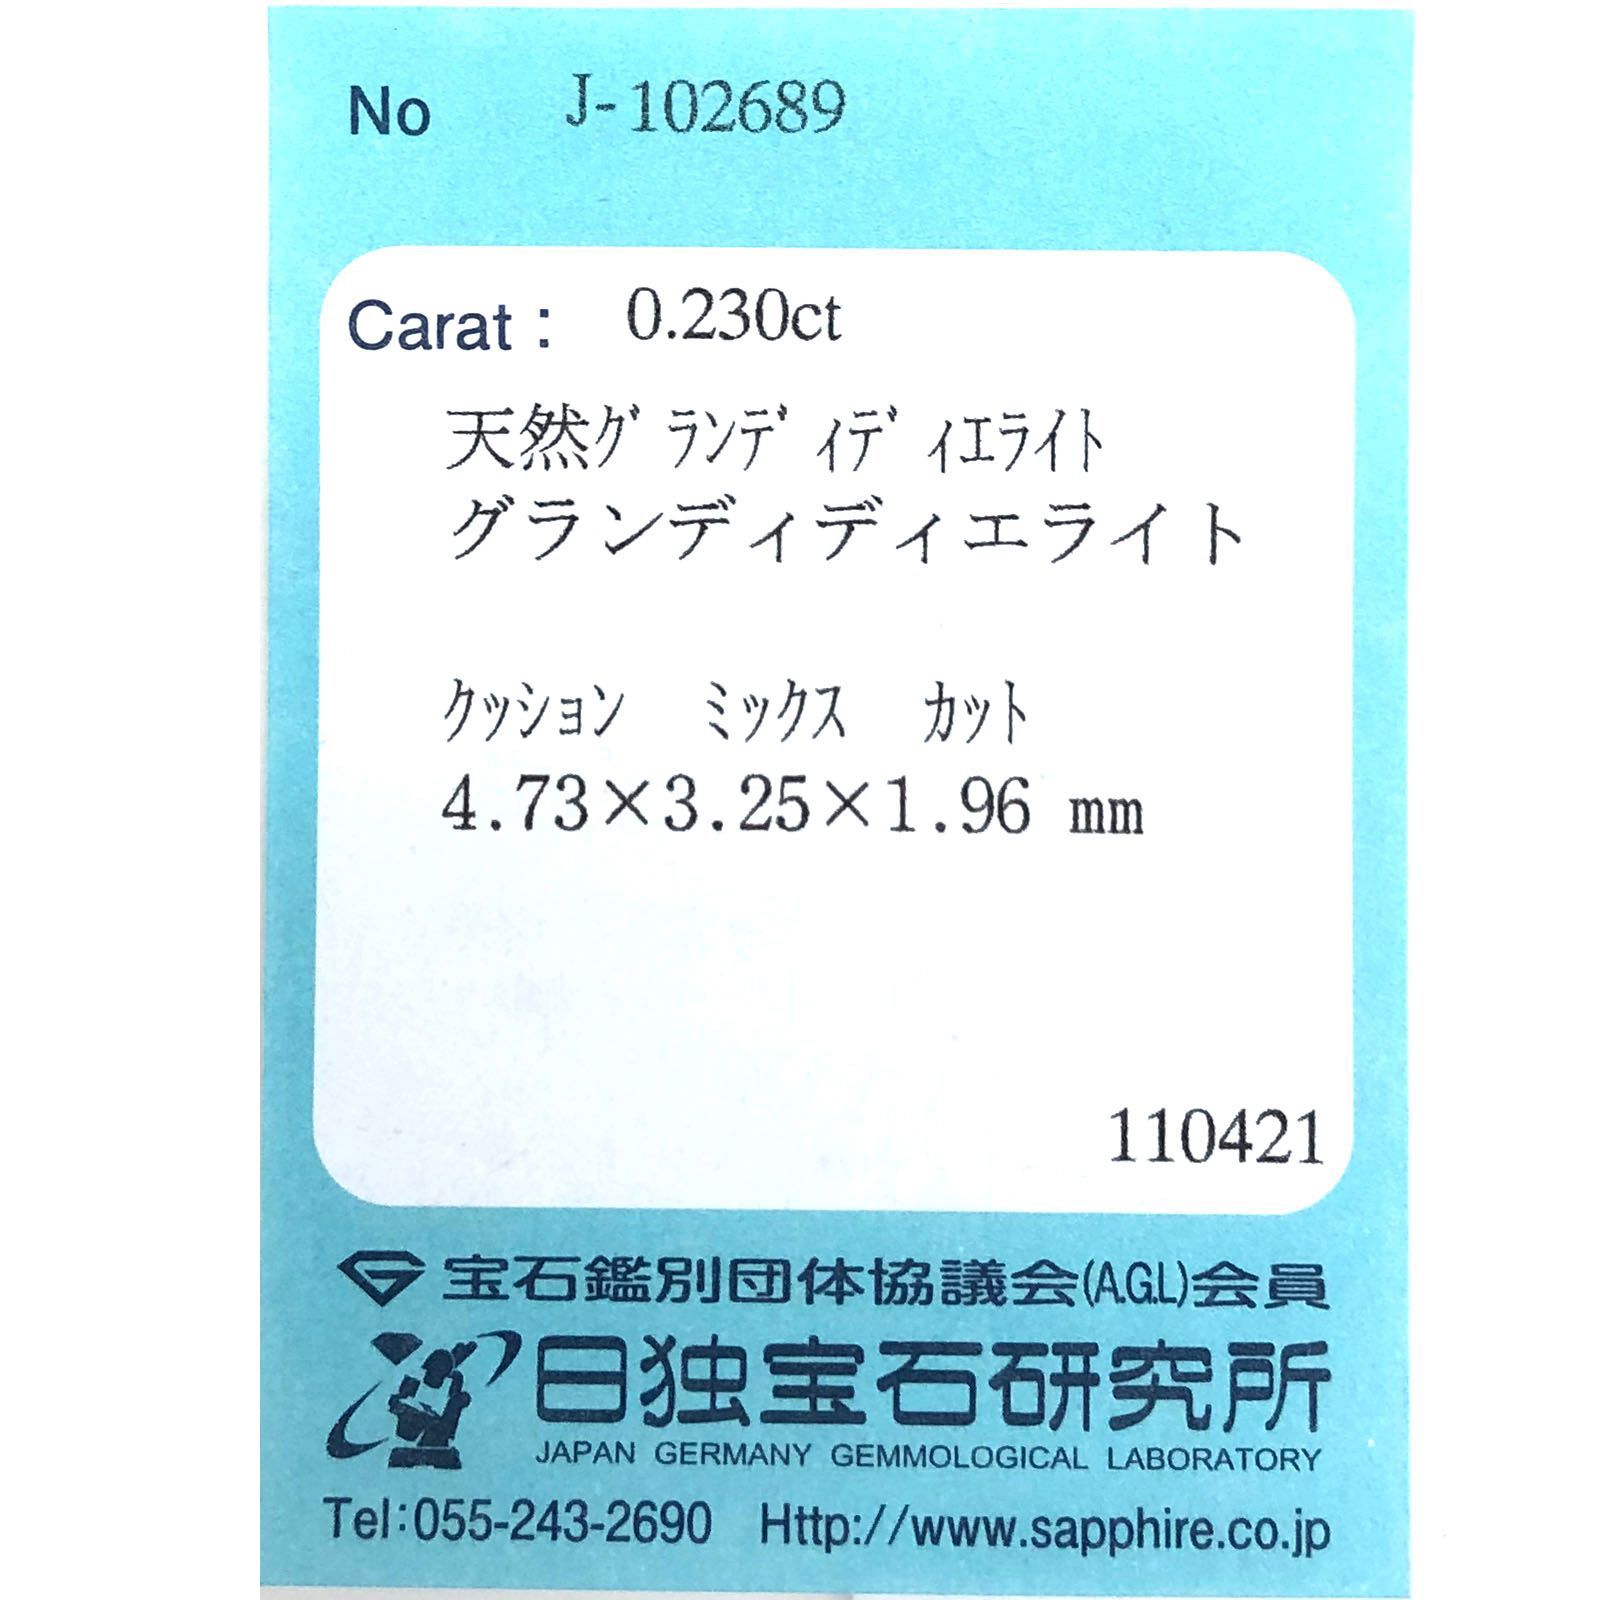 No J-102689
Carat : 0.230ct
天然ｸﾞﾗﾝﾃﾞｨﾃﾞｨｴﾗｲﾄ
グランディディエライト
ｸｯｼｮﾝ ﾐｯｸｽ ｶｯﾄ
4.73×3.25×1.96 mm
110421
宝石鑑別団体協議会(A.G.L)会員
日独宝石研究所
JAPAN GERMANY GEMMOLOGICAL LABORATORY
Tel:055-243-2690 Http://www.sapphire.co.jp